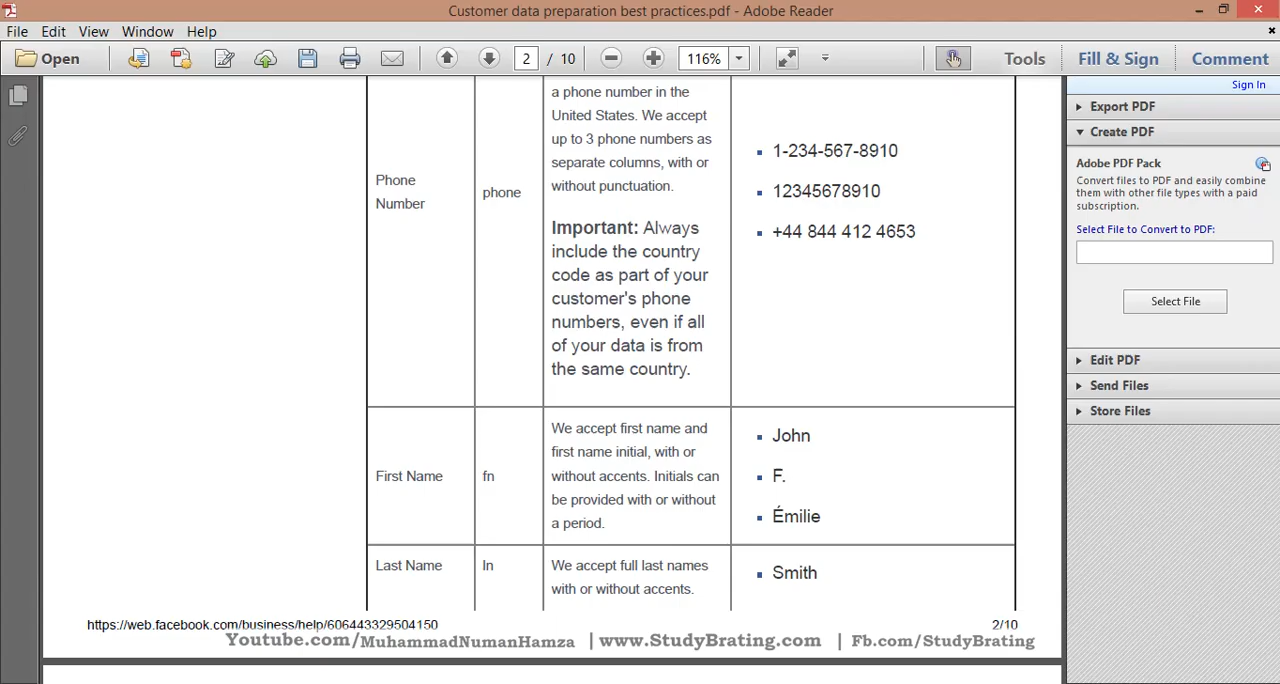 Customer data preparation best practices.pdf - Adobe Reader
File Edit View Window Help
Open 2 / 10 116% Tools Fill & Sign Comment
Sign In
Export PDF
Create PDF
Adobe PDF Pack
Convert files to PDF and easily combine
them with other file types with a paid
subscription.
Select File to Convert to PDF:
Select File
Edit PDF
Send Files
Store Files
Phone
Number
phone
a phone number in the
United States. We accept
up to 3 phone numbers as
separate columns, with or
without punctuation.
Important: Always
include the country
code as part of your
customer's phone
numbers, even if all
of your data is from
the same country.
1-234-567-8910
12345678910
+44 844 412 4653
First Name
fn
We accept first name and
first name initial, with or
without accents. Initials can
be provided with or without
a period.
John
F.
Émilie
Last Name
ln
We accept full last names
with or without accents.
Smith
https://web.facebook.com/business/help/606443329504150
2/10
Youtube.com/MuhammadNumanHamza | www.StudyBrating.com | Fb.com/StudyBrating